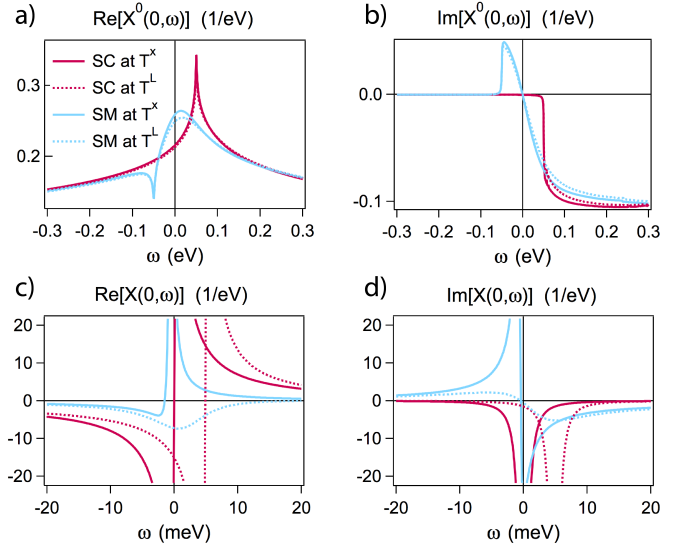 a)
Re[X⁰(0,ω)] (1/eV)
0.3
0.2
SC at Tˣ
SC at Tᴸ
SM at Tˣ
SM at Tᴸ
-0.3 -0.2 -0.1 0.0 0.1 0.2 0.3
ω (eV)
b)
Im[X⁰(0,ω)] (1/eV)
0.0
-0.1
-0.3 -0.2 -0.1 0.0 0.1 0.2 0.3
ω (eV)
c)
Re[X(0,ω)] (1/eV)
20
10
0
-10
-20
-20 -10 0 10 20
ω (meV)
d)
Im[X(0,ω)] (1/eV)
20
10
0
-10
-20
-20 -10 0 10 20
ω (meV)